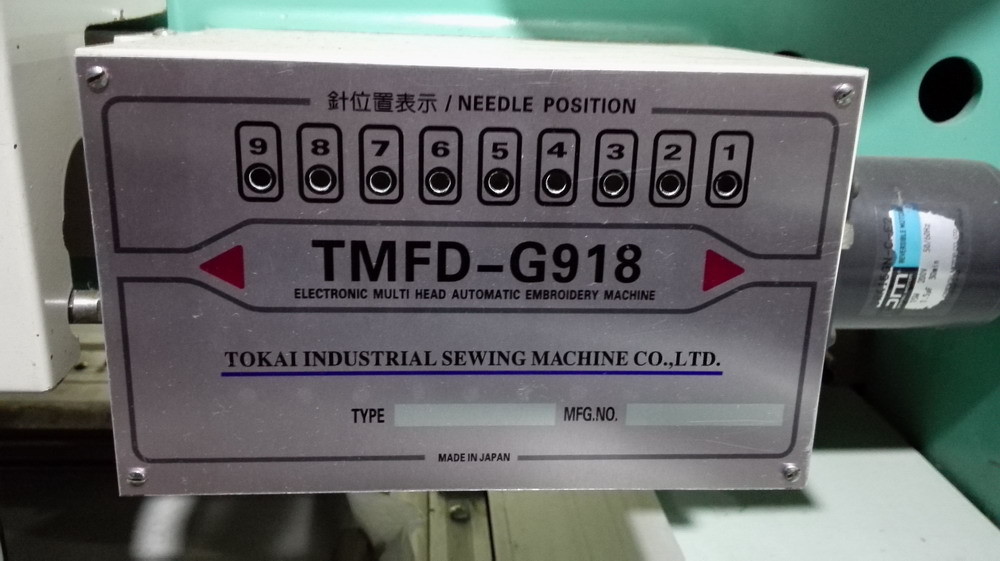 針位置表示 / NEEDLE POSITION
9 8 7 6 5 4 3 2 1
TMFD-G918
ELECTRONIC MULTI HEAD AUTOMATIC EMBROIDERY MACHINE
TOKAI INDUSTRIAL SEWING MACHINE CO.,LTD.
TYPE MFG.NO.
MADE IN JAPAN